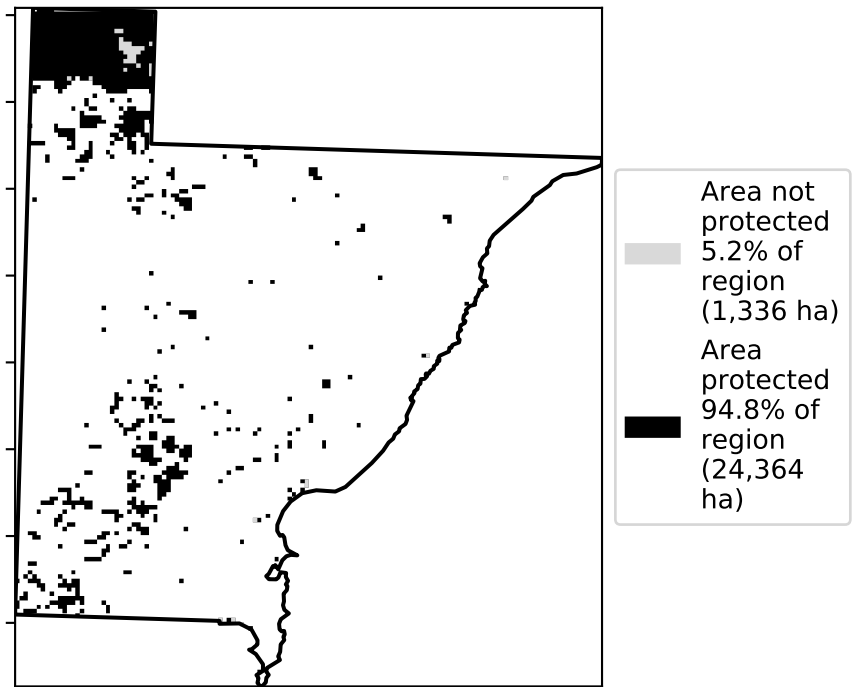 Area not
protected
5.2% of
region
(1,336 ha)
Area
protected
94.8% of
region
(24,364
ha)